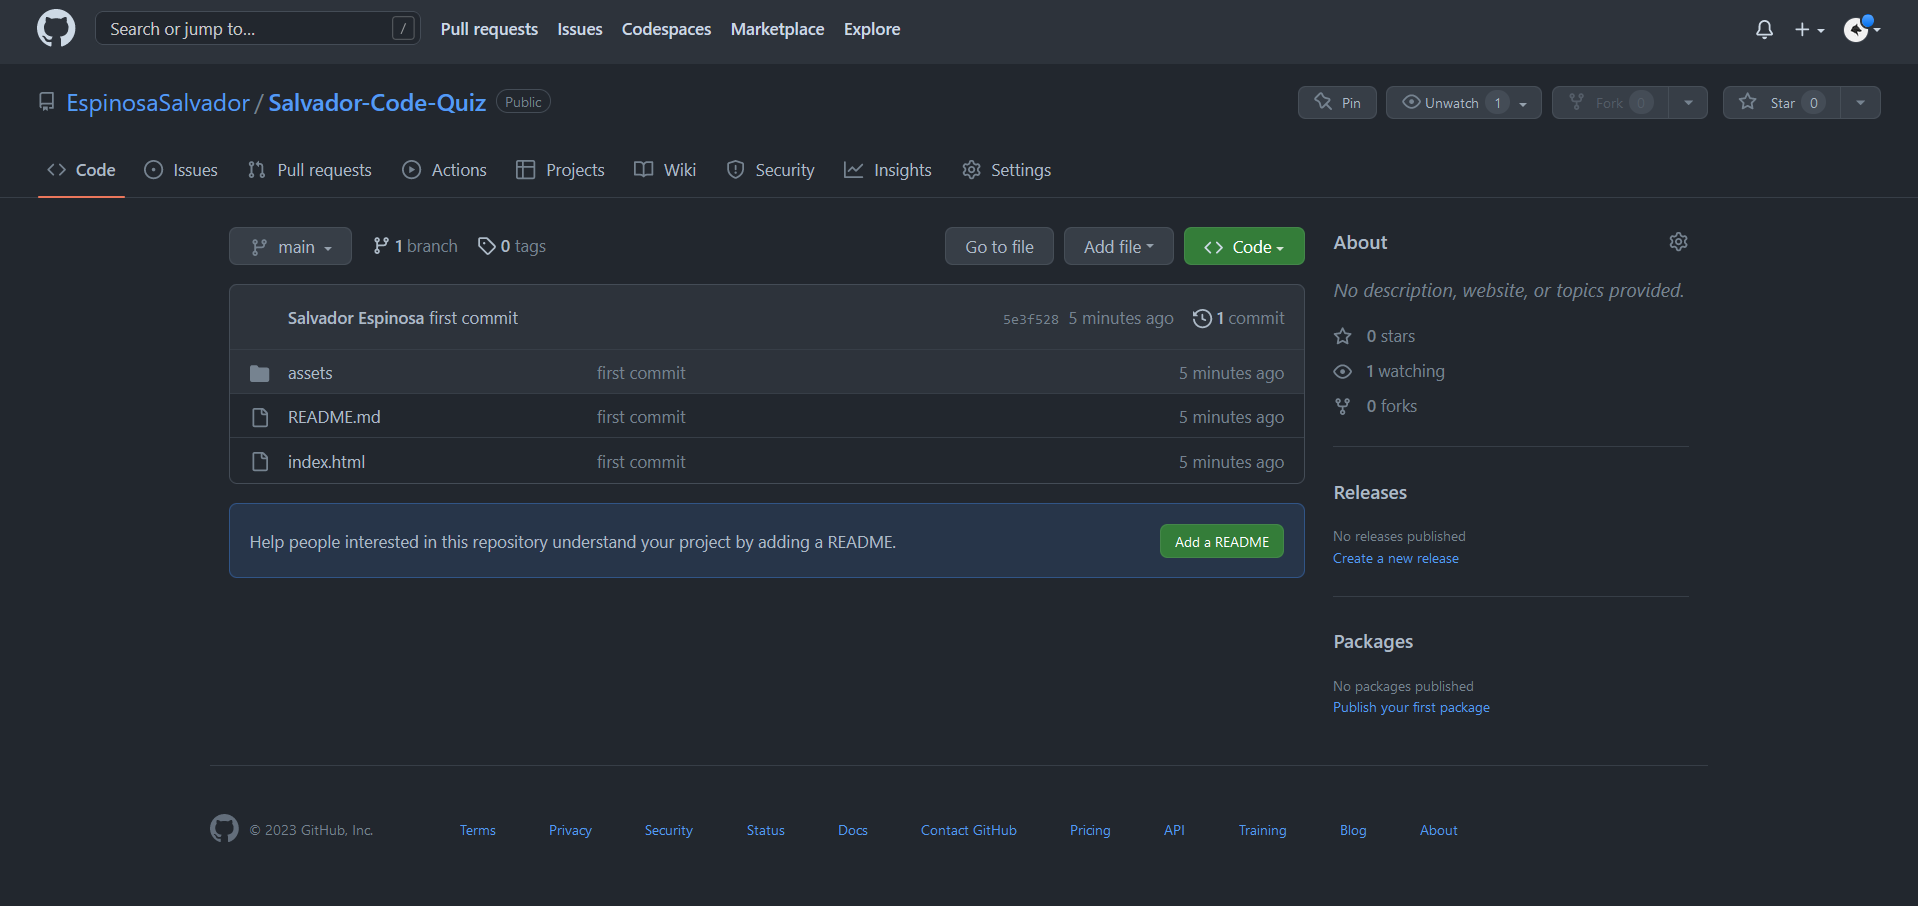 Search or jump to... /
Pull requests Issues Codespaces Marketplace Explore
EspinosaSalvador / Salvador-Code-Quiz Public
Pin Unwatch 1 Fork 0 Star 0
Code Issues Pull requests Actions Projects Wiki Security Insights Settings
main 1 branch 0 tags Go to file Add file Code
Salvador Espinosa first commit 5e3f528 5 minutes ago 1 commit
assets first commit 5 minutes ago
README.md first commit 5 minutes ago
index.html first commit 5 minutes ago
Help people interested in this repository understand your project by adding a README. Add a README
About
No description, website, or topics provided.
0 stars
1 watching
0 forks
Releases
No releases published
Create a new release
Packages
No packages published
Publish your first package
© 2023 GitHub, Inc. Terms Privacy Security Status Docs Contact GitHub Pricing API Training Blog About